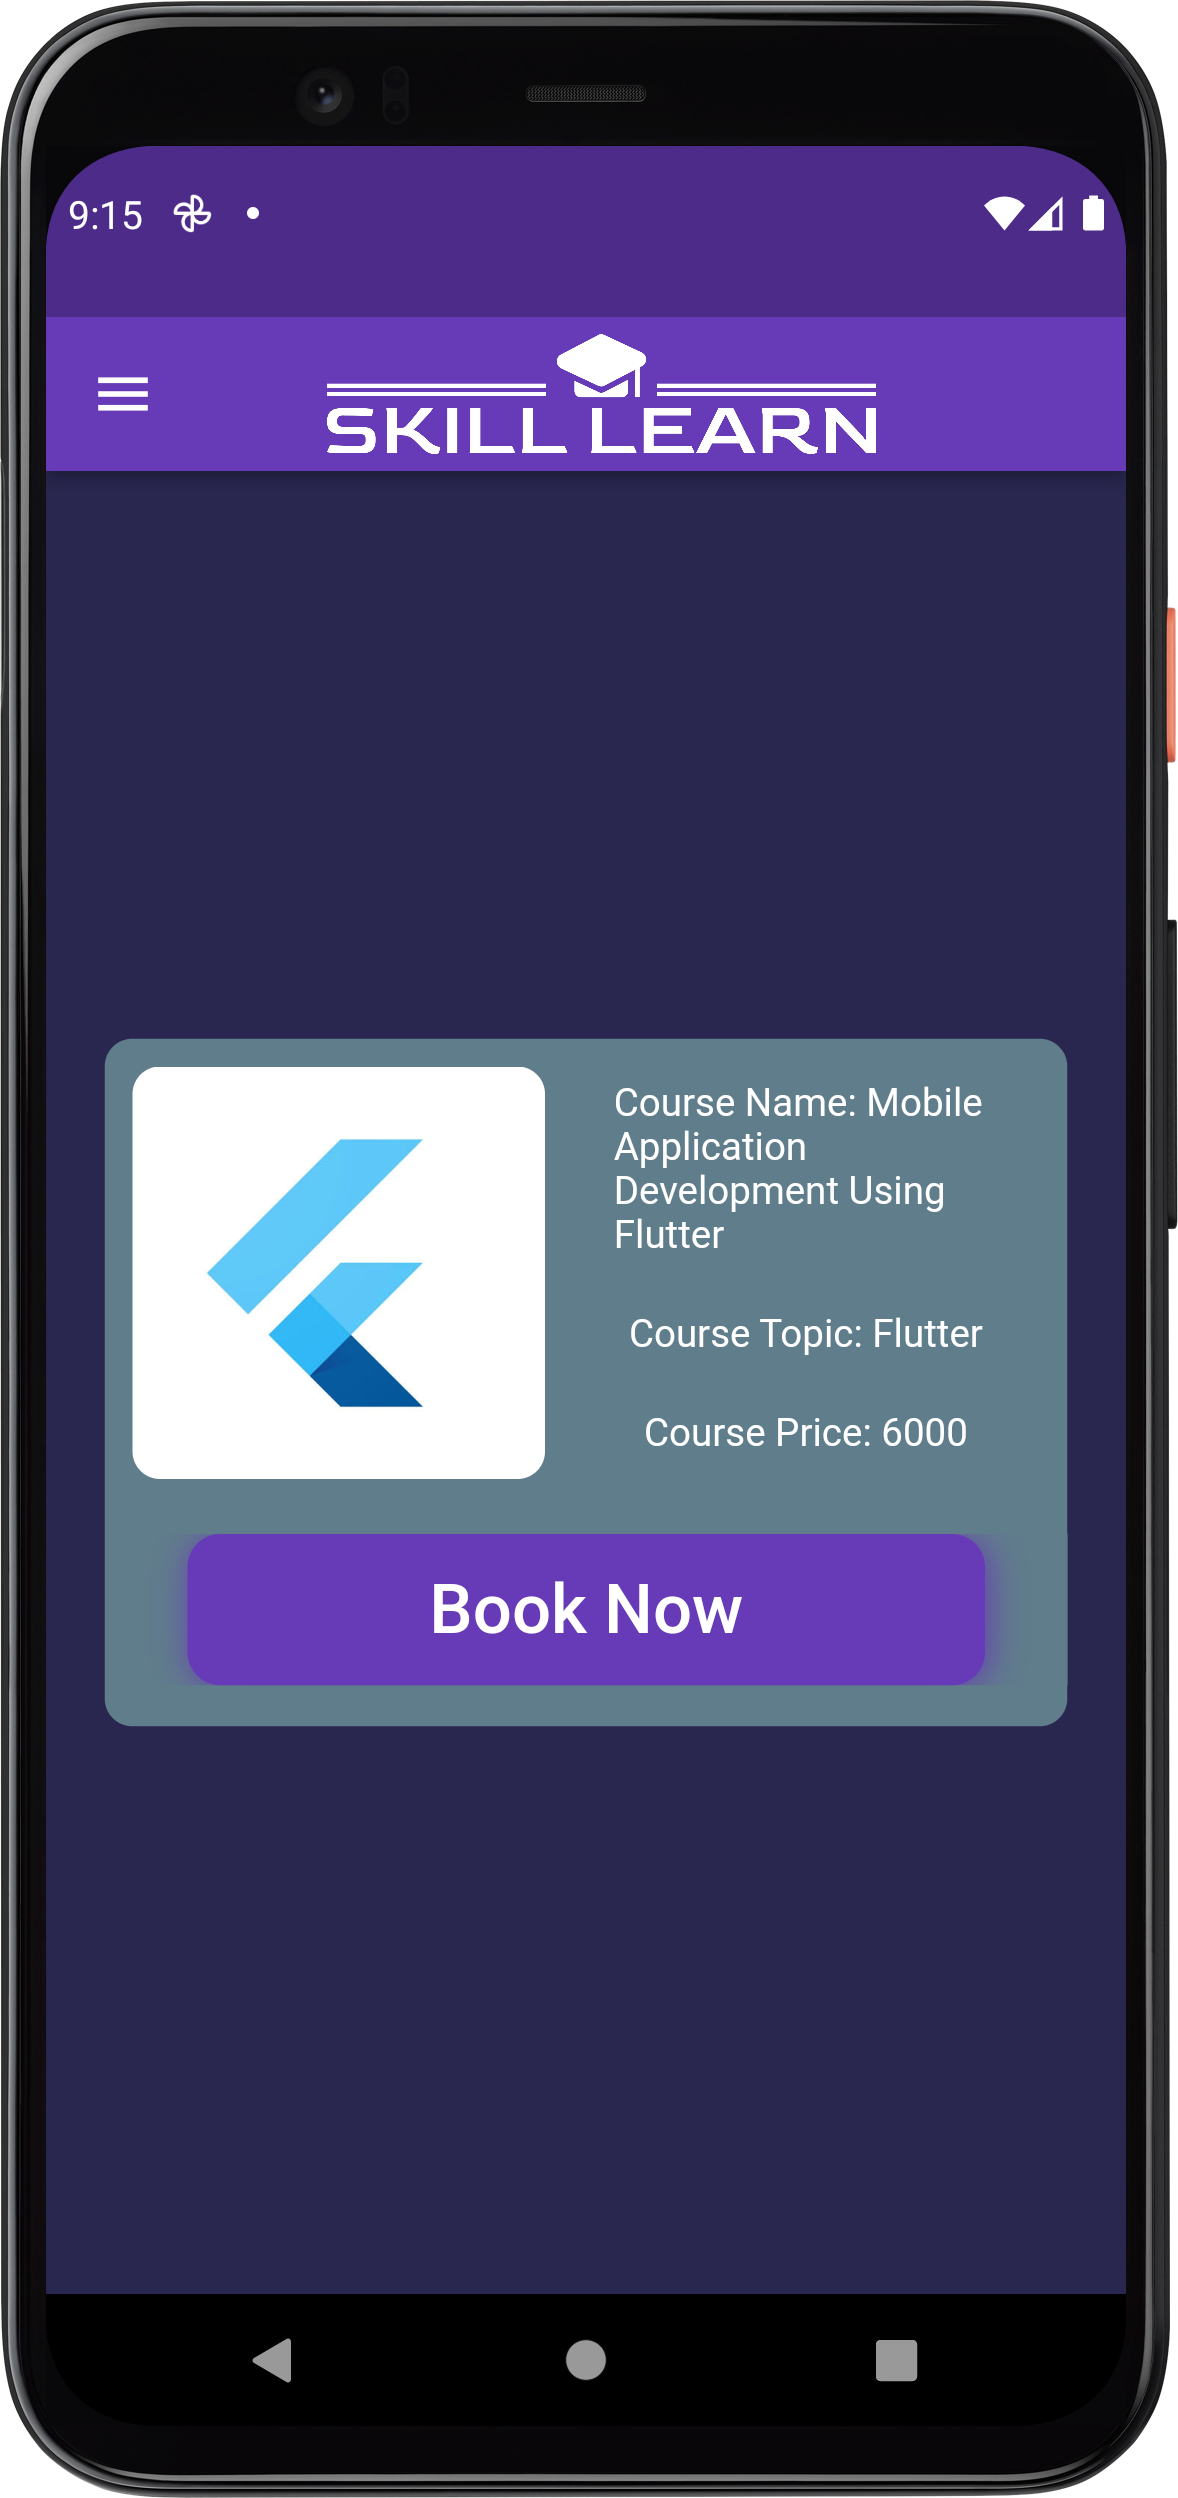 9:15
SKILL LEARN
Course Name: Mobile
Application
Development Using
Flutter
Course Topic: Flutter
Course Price: 6000
Book Now